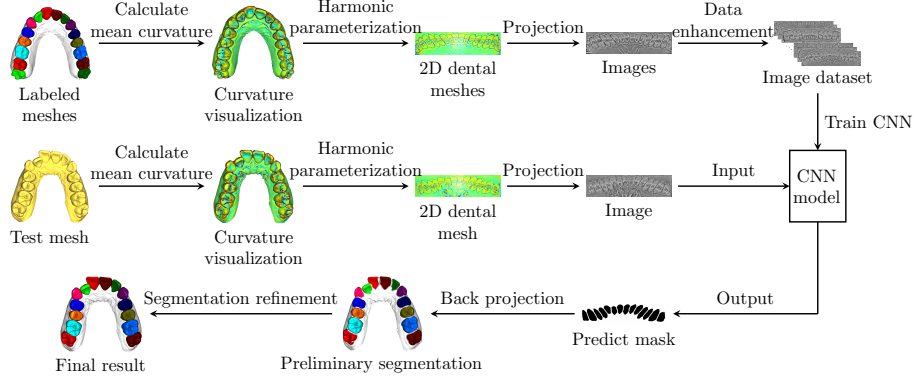 Calculate
mean curvature
Harmonic
parameterization
Projection
Data
enhancement
Labeled
meshes
Curvature
visualization
2D dental
meshes
Images
Image dataset
Train CNN
Calculate
mean curvature
Harmonic
parameterization
Projection
Input
CNN
model
Test mesh
Curvature
visualization
2D dental
mesh
Image
Segmentation refinement
Back projection
Output
Final result
Preliminary segmentation
Predict mask